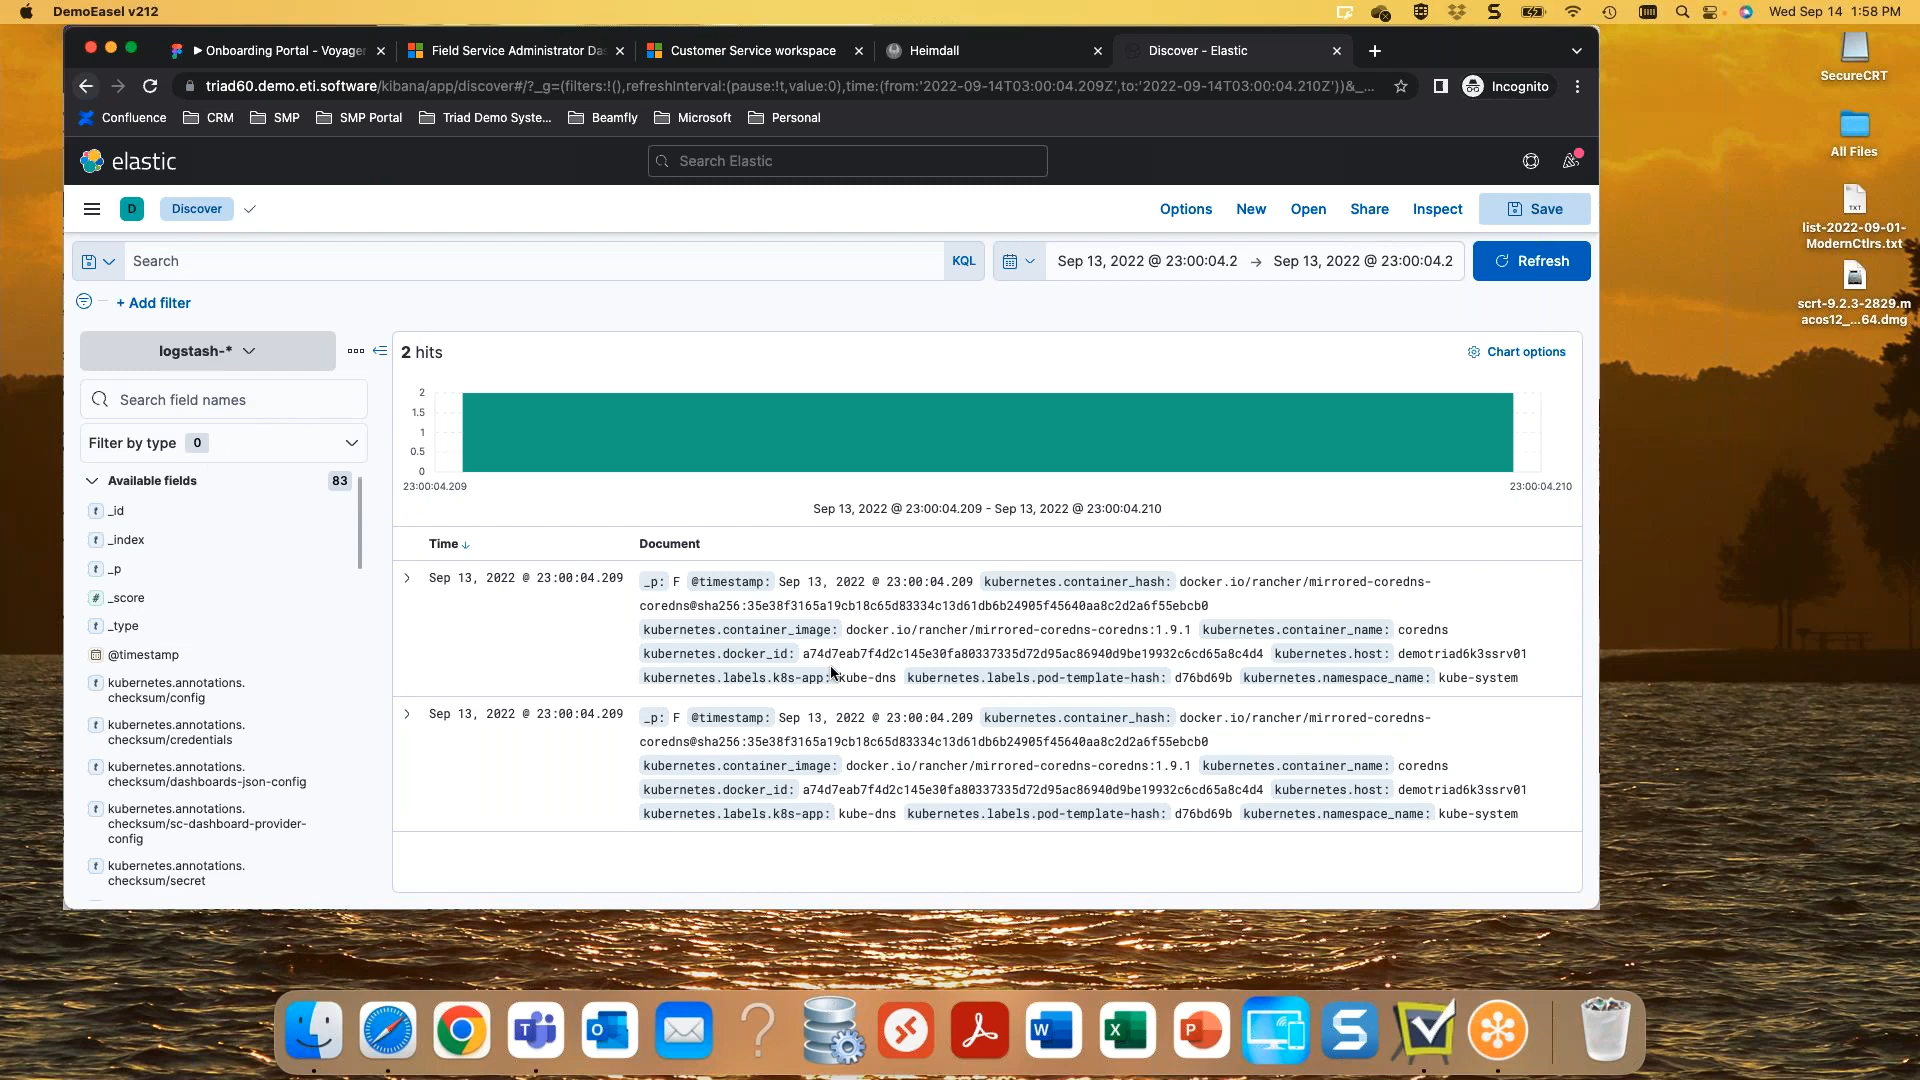 DemoEasel v212
Wed Sep 14 1:58 PM
Onboarding Portal - Voyager
Field Service Administrator Da
Customer Service workspace
Heimdall
Discover - Elastic
triad60.demo.eti.software/kibana/app/discover#/?_g=(filters:!(),refreshInterval:(pause:!t,value:0),time:(from:'2022-09-14T03:00:04.209Z',to:'2022-09-14T03:00:04.210Z'))&_...
Incognito
Confluence
CRM
SMP
SMP Portal
Triad Demo Syste...
Beamfly
Microsoft
Personal
elastic
Search Elastic
D
Discover
Options
New
Open
Share
Inspect
Save
Search
KQL
Sep 13, 2022 @ 23:00:04.2 → Sep 13, 2022 @ 23:00:04.2
Refresh
+ Add filter
logstash-*
Search field names
Filter by type 0
Available fields 83
t _id
t _index
t _p
# _score
t _type
@timestamp
t kubernetes.annotations.
checksum/config
t kubernetes.annotations.
checksum/credentials
t kubernetes.annotations.
checksum/dashboards-json-config
t kubernetes.annotations.
checksum/sc-dashboard-provider-
config
t kubernetes.annotations.
checksum/secret
2 hits
Chart options
2
1.5
1
0.5
0
23:00:04.209
23:00:04.210
Sep 13, 2022 @ 23:00:04.209 - Sep 13, 2022 @ 23:00:04.210
Time ↓
Document
Sep 13, 2022 @ 23:00:04.209
_p: F @timestamp: Sep 13, 2022 @ 23:00:04.209 kubernetes.container_hash: docker.io/rancher/mirrored-coredns-
coredns@sha256:35e38f3165a19cb18c65d83334c13d61db6b24905f45640aa8c2d2a6f55ebcb0
kubernetes.container_image: docker.io/rancher/mirrored-coredns-coredns:1.9.1 kubernetes.container_name: coredns
kubernetes.docker_id: a74d7eab7f4d2c145e30fa80337335d72d95ac86940d9be19932c6cd65a8c4d4 kubernetes.host: demotriad6k3ssrv01
kubernetes.labels.k8s-app: kube-dns kubernetes.labels.pod-template-hash: d76bd69b kubernetes.namespace_name: kube-system
Sep 13, 2022 @ 23:00:04.209
_p: F @timestamp: Sep 13, 2022 @ 23:00:04.209 kubernetes.container_hash: docker.io/rancher/mirrored-coredns-
coredns@sha256:35e38f3165a19cb18c65d83334c13d61db6b24905f45640aa8c2d2a6f55ebcb0
kubernetes.container_image: docker.io/rancher/mirrored-coredns-coredns:1.9.1 kubernetes.container_name: coredns
kubernetes.docker_id: a74d7eab7f4d2c145e30fa80337335d72d95ac86940d9be19932c6cd65a8c4d4 kubernetes.host: demotriad6k3ssrv01
kubernetes.labels.k8s-app: kube-dns kubernetes.labels.pod-template-hash: d76bd69b kubernetes.namespace_name: kube-system
SecureCRT
All Files
TXT
list-2022-09-01-
ModernCtlrs.txt
scrt-9.2.3-2829.m
acos12_...64.dmg